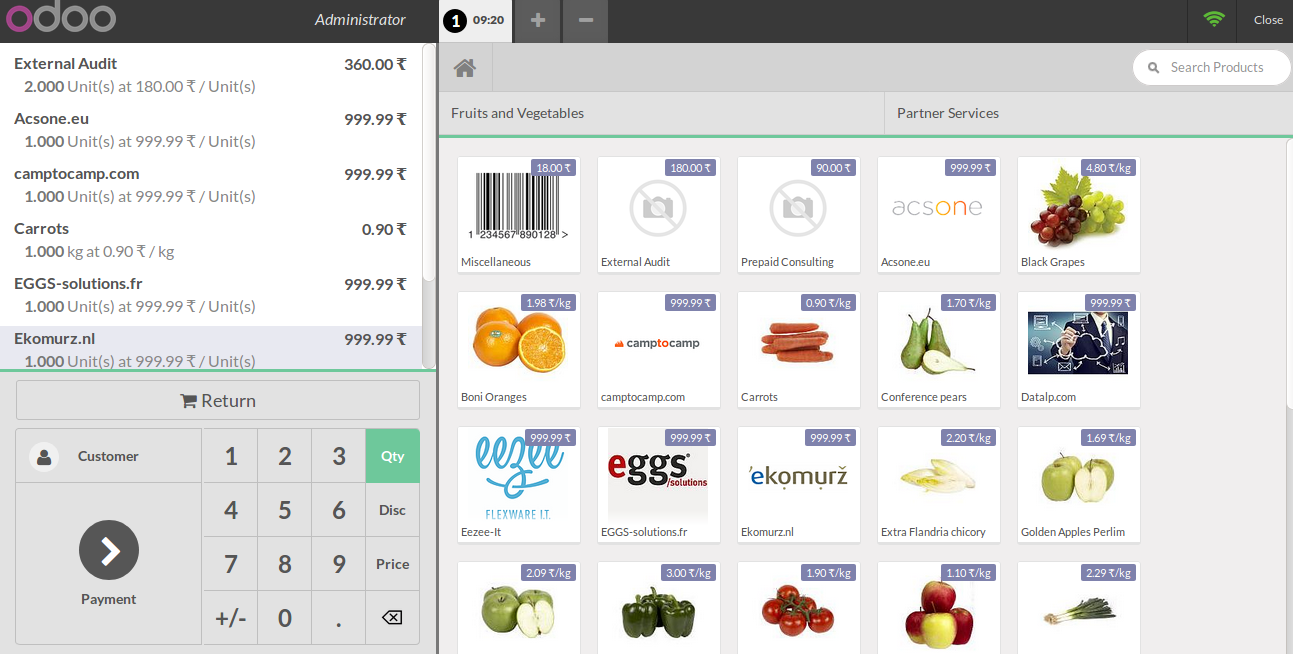 odoo
Administrator
1 09:20
Close
External Audit 360.00 ₹
2.000 Unit(s) at 180.00 ₹ / Unit(s)
Acsone.eu 999.99 ₹
1.000 Unit(s) at 999.99 ₹ / Unit(s)
camptocamp.com 999.99 ₹
1.000 Unit(s) at 999.99 ₹ / Unit(s)
Carrots 0.90 ₹
1.000 kg at 0.90 ₹ / kg
EGGS-solutions.fr 999.99 ₹
1.000 Unit(s) at 999.99 ₹ / Unit(s)
Ekomurz.nl 999.99 ₹
1.000 Unit(s) at 999.99 ₹ / Unit(s)
Return
Customer
1 2 3 Qty
4 5 6 Disc
7 8 9 Price
+/- 0 .
Payment
Search Products
Fruits and Vegetables
Partner Services
18.00 ₹
1 234567 890128 >
Miscellaneous
180.00 ₹
External Audit
90.00 ₹
Prepaid Consulting
999.99 ₹
acsone
Acsone.eu
4.80 ₹/kg
Black Grapes
1.98 ₹/kg
Boni Oranges
999.99 ₹
camptocamp
camptocamp.com
0.90 ₹/kg
Carrots
1.70 ₹/kg
Conference pears
999.99 ₹
Datalp.com
999.99 ₹
eezee
FLEXWARE I.T.
Eezee-It
999.99 ₹
eggs
/solutions
EGGS-solutions.fr
999.99 ₹
'ekọmụrž
Ekomurz.nl
2.20 ₹/kg
Extra Flandria chicory
1.69 ₹/kg
Golden Apples Perlim
2.09 ₹/kg
3.00 ₹/kg
1.90 ₹/kg
1.10 ₹/kg
2.29 ₹/kg